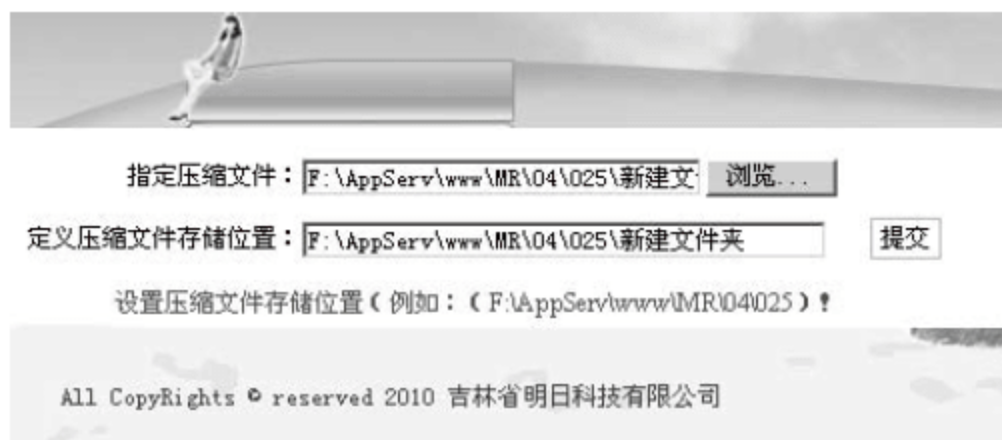 指定压缩文件： F:\AppServ\www\MR\04\025\新建文 浏览...
定义压缩文件存储位置： F:\AppServ\www\MR\04\025\新建文件夹 提交
设置压缩文件存储位置（例如：（F:\AppServ\www\MR\04\025）！
All CopyRights © reserved 2010 吉林省明日科技有限公司